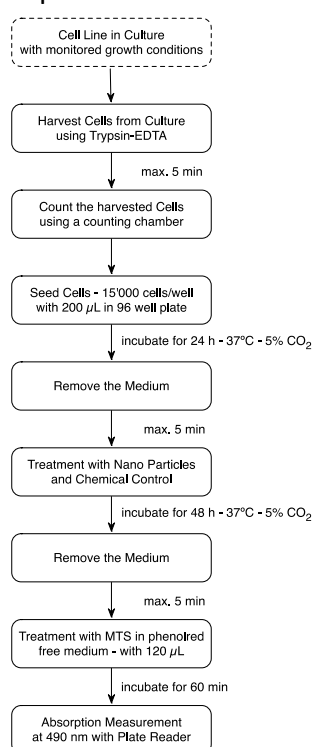 Cell Line in Culture
with monitored growth conditions
Harvest Cells from Culture
using Trypsin-EDTA
max. 5 min
Count the harvested Cells
using a counting chamber
Seed Cells - 15'000 cells/well
with 200 µL in 96 well plate
incubate for 24 h - 37ºC - 5% CO₂
Remove the Medium
max. 5 min
Treatment with Nano Particles
and Chemical Control
incubate for 48 h - 37ºC - 5% CO₂
Remove the Medium
max. 5 min
Treatment with MTS in phenolred
free medium - with 120 µL
incubate for 60 min
Absorption Measurement
at 490 nm with Plate Reader